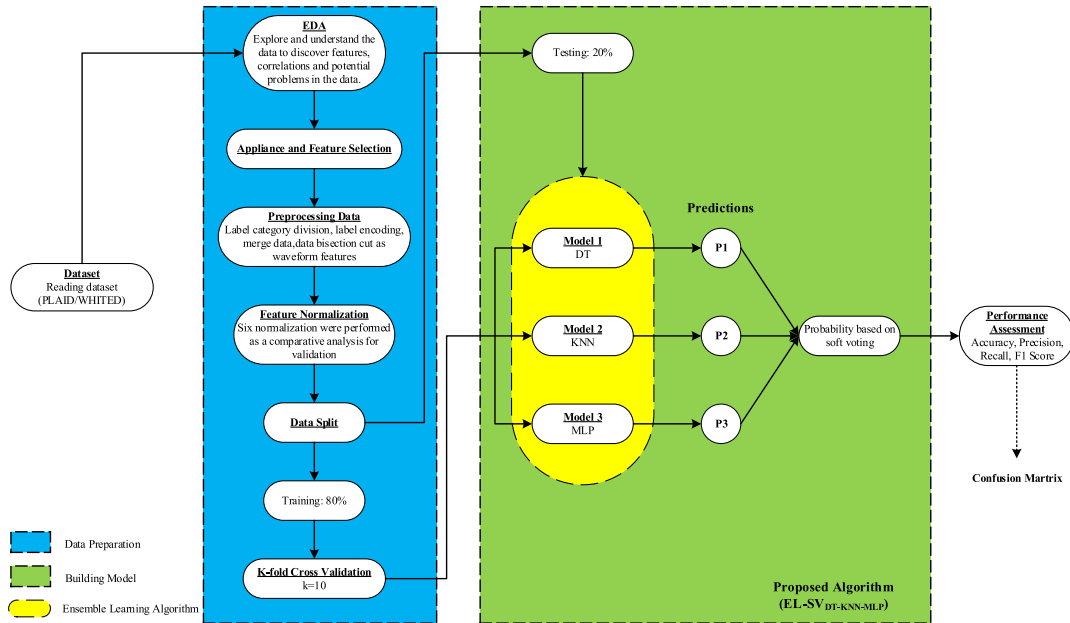 EDA
Explore and understand the
data to discover features,
correlations and potential
problems in the data.
Appliance and Feature Selection
Preprocessing Data
Label category division, label encoding,
merge data,data bisection cut as
waveform features
Dataset
Reading dataset
(PLAID/WHITED)
Feature Normalization
Six normalization were performed
as a comparative analysis for
validation
Data Split
Training: 80%
K-fold Cross Validation
k=10
Testing: 20%
Predictions
Model 1
DT
P1
Model 2
KNN
P2
Model 3
MLP
P3
Probability based on
soft voting
Performance
Assessment
Accuracy, Precision,
Recall, F1 Score
Confusion Martrix
Proposed Algorithm
(EL-SVDT-KNN-MLP)
Data Preparation
Building Model
Ensemble Learning Algorithm